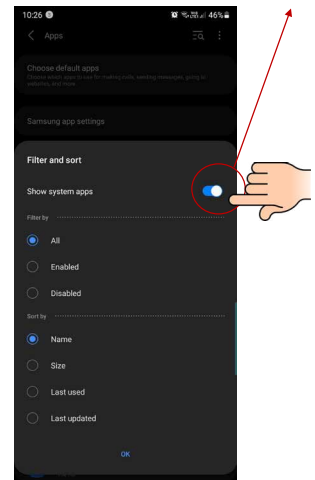 10:26
46%
Apps
Choose default apps
Choose which apps to use for making calls, sending messages, going to
websites, and more.
Samsung app settings
Filter and sort
Show system apps
Filter by
All
Enabled
Disabled
Sort by
Name
Size
Last used
Last updated
OK